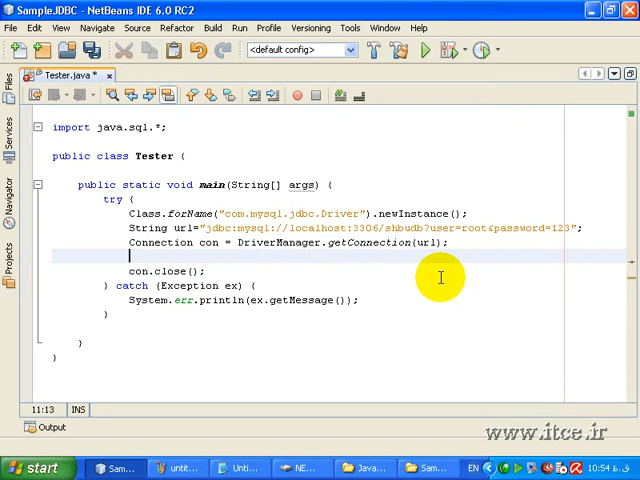 SampleJDBC - NetBeans IDE 6.0 RC2
File Edit View Navigate Source Refactor Build Run Profile Versioning Tools Window Help
<default config>
Tester.java *
Files
Services
Navigator
Projects
import java.sql.*;
public class Tester {
public static void main(String[] args) {
try {
Class.forName("com.mysql.jdbc.Driver").newInstance();
String url="jdbc:mysql://localhost:3306/shbudb?user=root&password=123";
Connection con = DriverManager.getConnection(url);
con.close();
} catch (Exception ex) {
System.err.println(ex.getMessage());
}
}
}
11:13 INS
Output
www.itce.ir
start Sam... untit... Unti... NE... Java... Sam... EN 10:54 ق.ظ